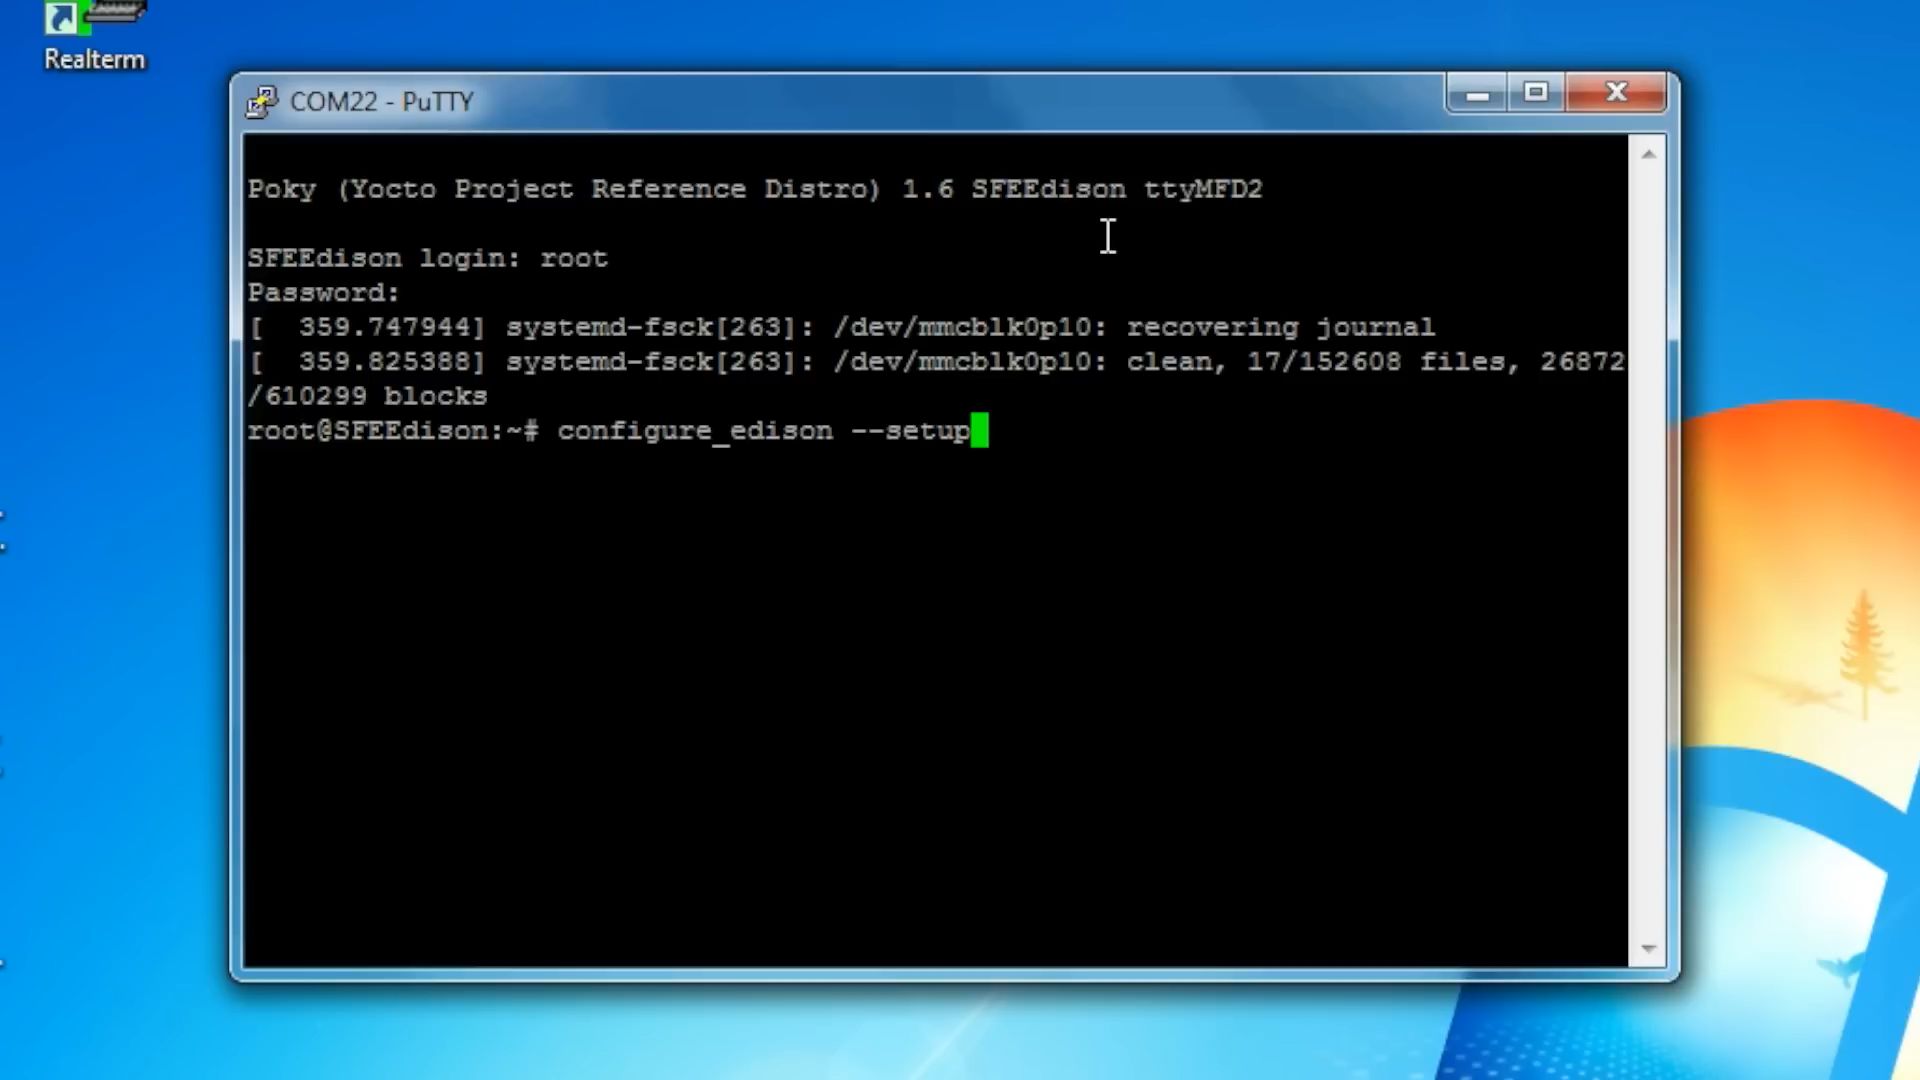 Realterm
COM22 - PuTTY
Poky (Yocto Project Reference Distro) 1.6 SFEEdison ttyMFD2
SFEEdison login: root
Password:
[  359.747944] systemd-fsck[263]: /dev/mmcblk0p10: recovering journal
[  359.825388] systemd-fsck[263]: /dev/mmcblk0p10: clean, 17/152608 files, 26872
/610299 blocks
root@SFEEdison:~# configure_edison --setup